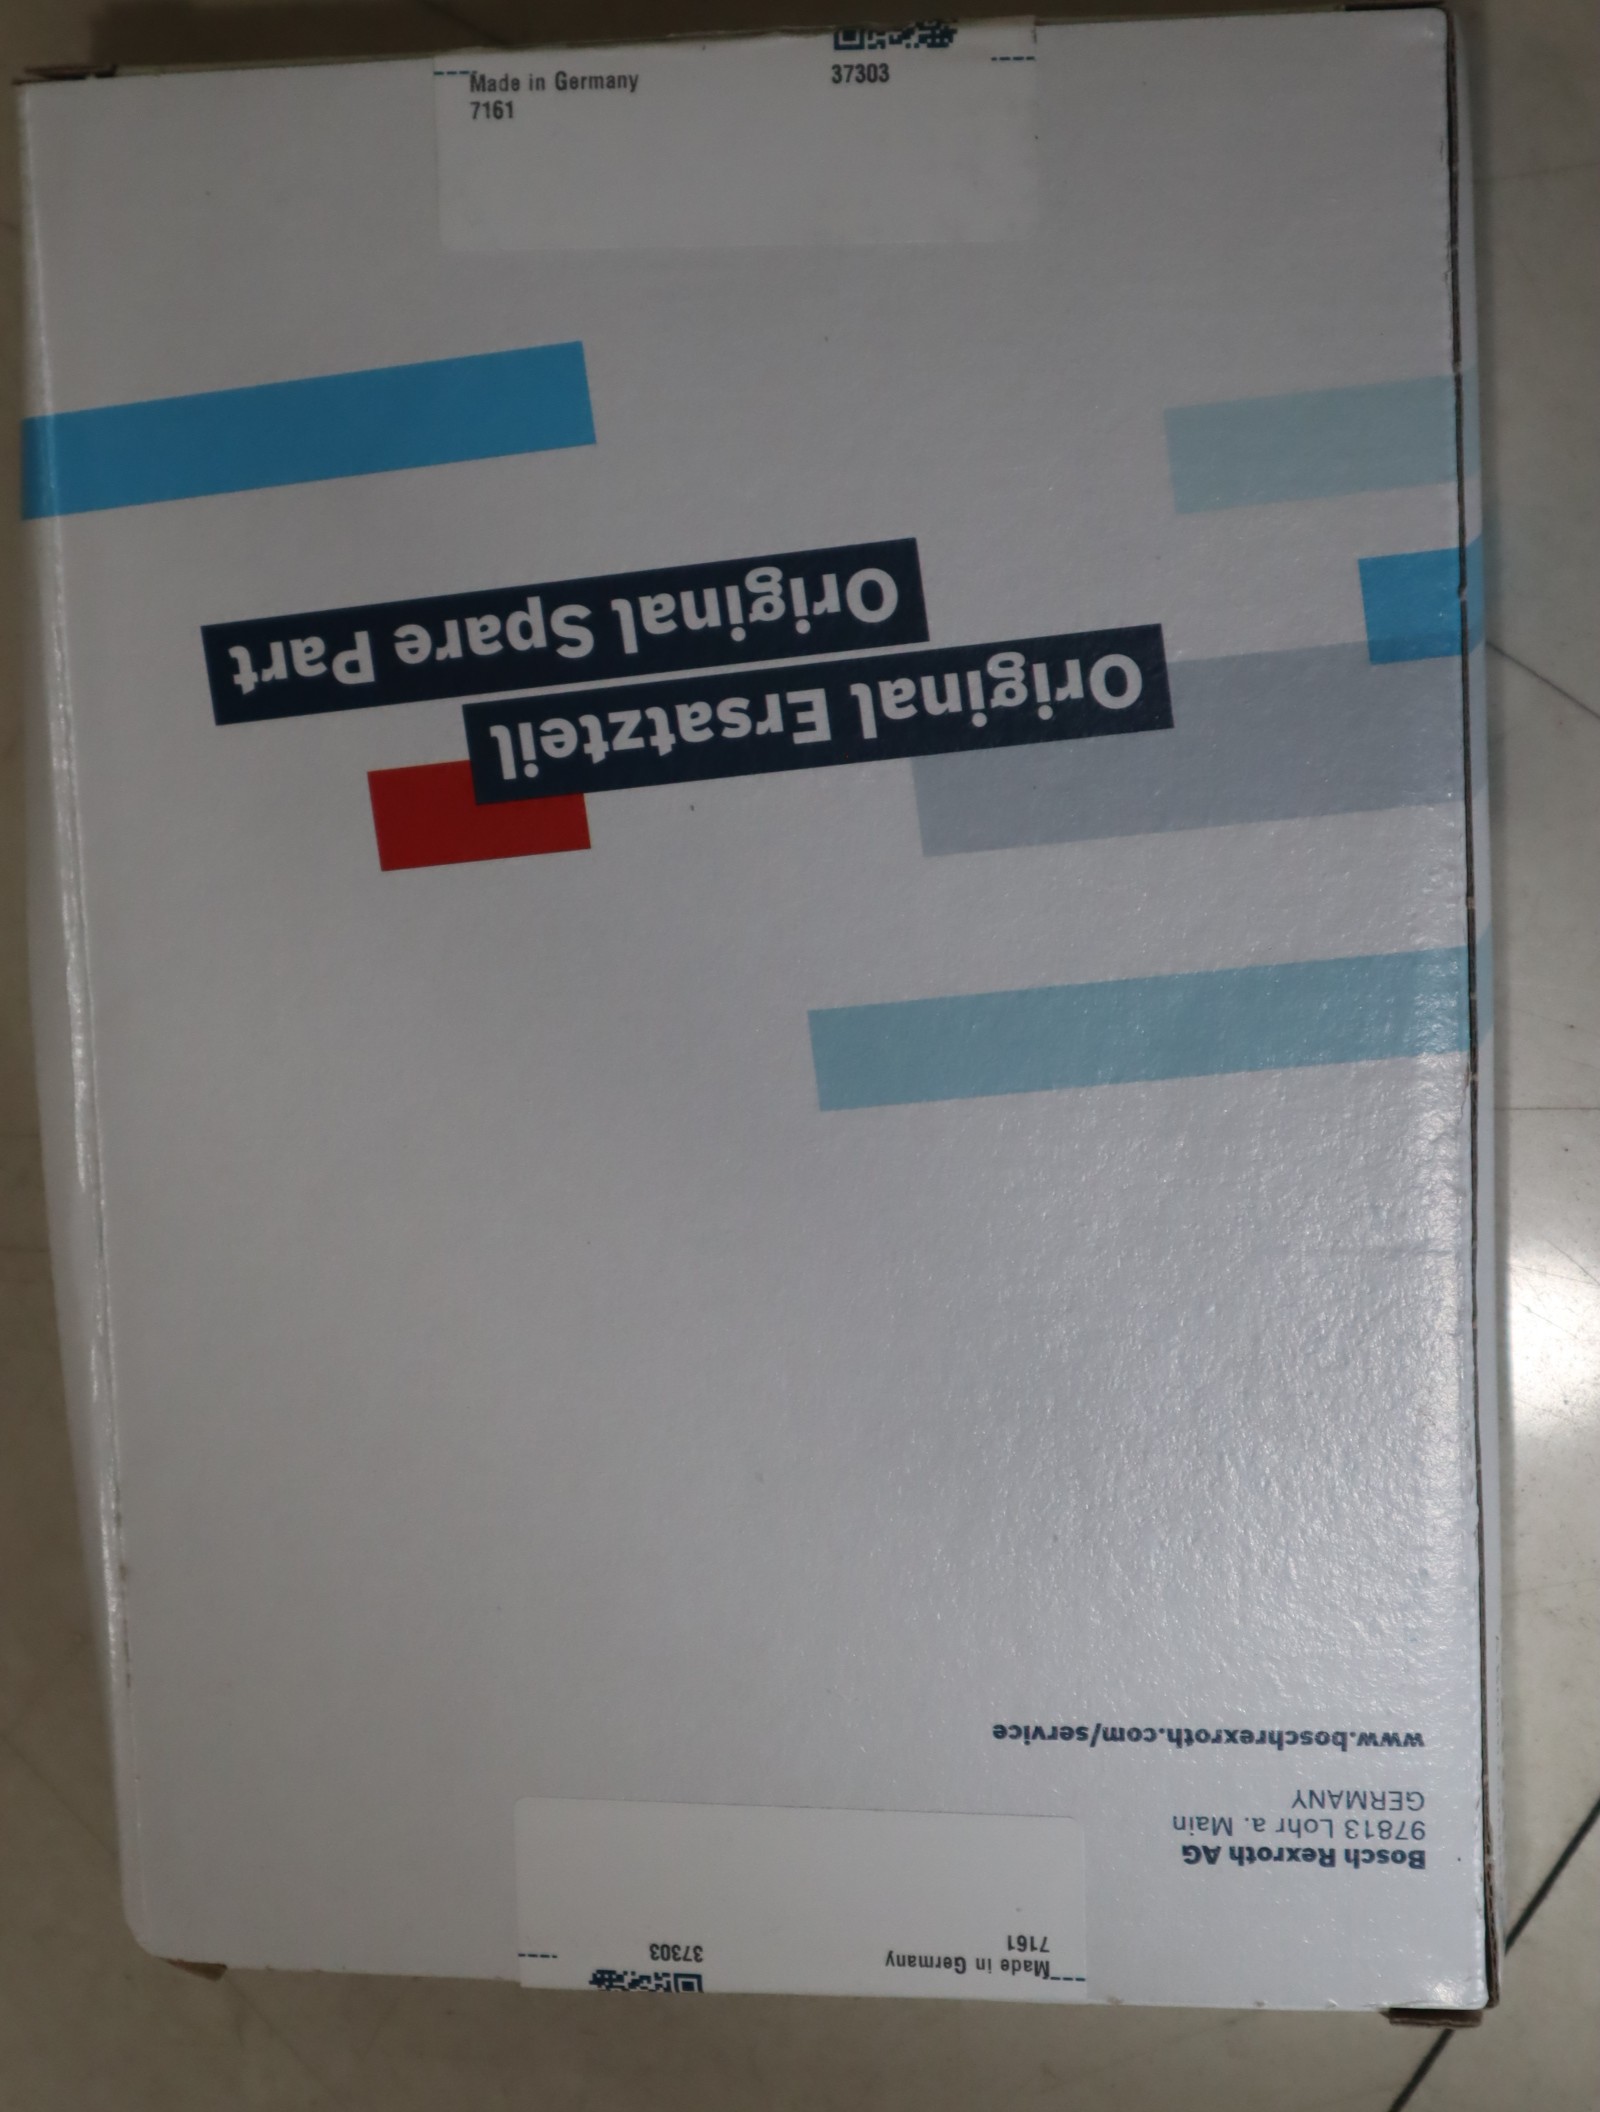 Made in Germany
7161
37303
Original Spare Part
Original Ersatzteil
www.boschrexroth.com/service
Bosch Rexroth AG
97813 Lohr a. Main
GERMANY
Made in Germany
7161
37303